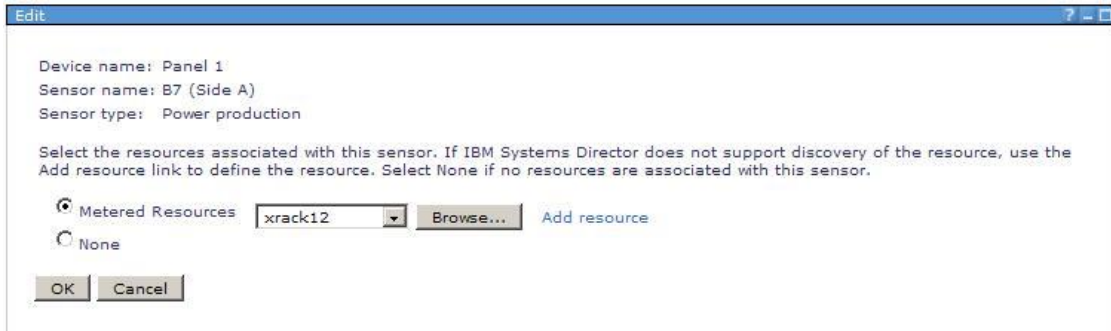 Edit ?
Device name: Panel 1
Sensor name: B7 (Side A)
Sensor type: Power production
Select the resources associated with this sensor. If IBM Systems Director does not support discovery of the resource, use the
Add resource link to define the resource. Select None if no resources are associated with this sensor.
Metered Resources xrack12 Browse... Add resource
None
OK Cancel